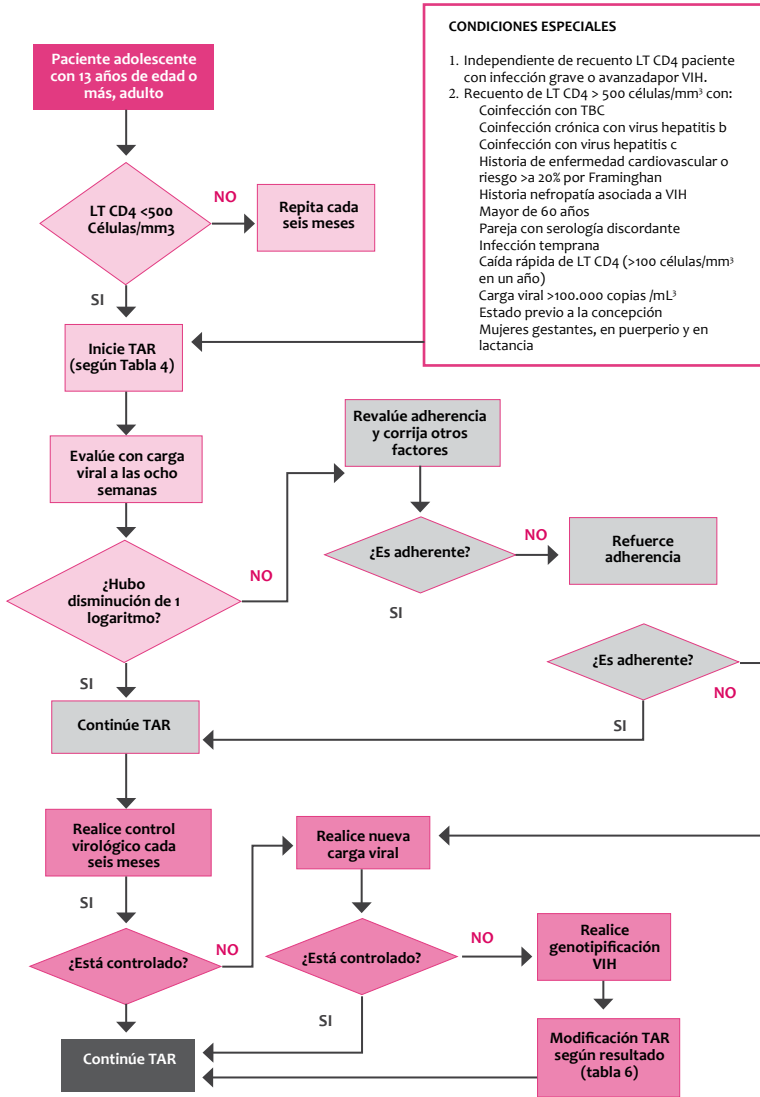 Paciente adolescente
con 13 años de edad o
más, adulto
CONDICIONES ESPECIALES
1. Independiente de recuento LT CD4 paciente
con infección grave o avanzadapor VIH.
2. Recuento de LT CD4 > 500 células/mm³ con:
Coinfección con TBC
Coinfección crónica con virus hepatitis b
Coinfección con virus hepatitis c
Historia de enfermedad cardiovascular o
riesgo >a 20% por Framinghan
Historia nefropatía asociada a VIH
Mayor de 60 años
Pareja con serología discordante
Infección temprana
Caída rápida de LT CD4 (>100 células/mm³
en un año)
Carga viral >100.000 copias /mL³
Estado previo a la concepción
Mujeres gestantes, en puerperio y en
lactancia
LT CD4 <500
Células/mm3
NO
Repita cada
seis meses
SI
Inicie TAR
(según Tabla 4)
Evalúe con carga
viral a las ocho
semanas
Revalúe adherencia
y corrija otros
factores
¿Hubo
disminución de 1
logaritmo?
NO
¿Es adherente?
NO
Refuerce
adherencia
SI
¿Es adherente?
NO
SI
SI
Continúe TAR
Realice control
virológico cada
seis meses
Realice nueva
carga viral
SI
¿Está controlado?
NO
¿Está controlado?
NO
Realice
genotipificación
VIH
SI
Continúe TAR
Modificación TAR
según resultado
(tabla 6)